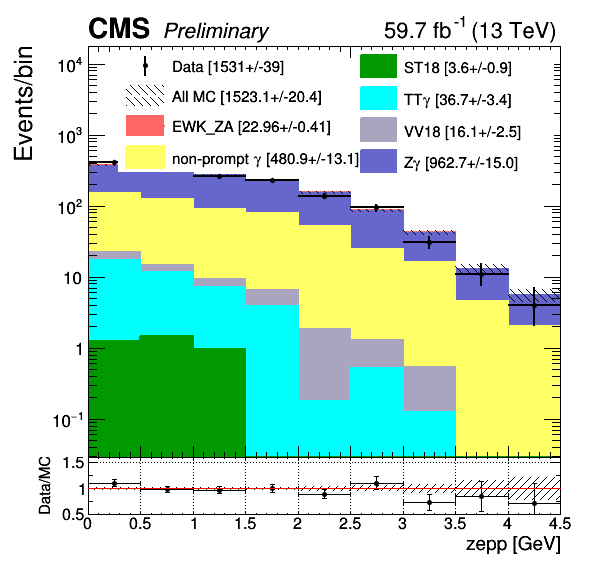 CMS Preliminary 59.7 fb⁻¹ (13 TeV)
Events/bin
10⁴
10³
10²
10
1
10⁻¹
Data [1531+/-39]
All MC [1523.1+/-20.4]
EWK_ZA [22.96+/-0.41]
non-prompt γ [480.9+/-13.1]
ST18 [3.6+/-0.9]
TTγ [36.7+/-3.4]
VV18 [16.1+/-2.5]
Zγ [962.7+/-15.0]
Data/MC
1.5
1
0.5
0 0.5 1 1.5 2 2.5 3 3.5 4 4.5
zepp [GeV]